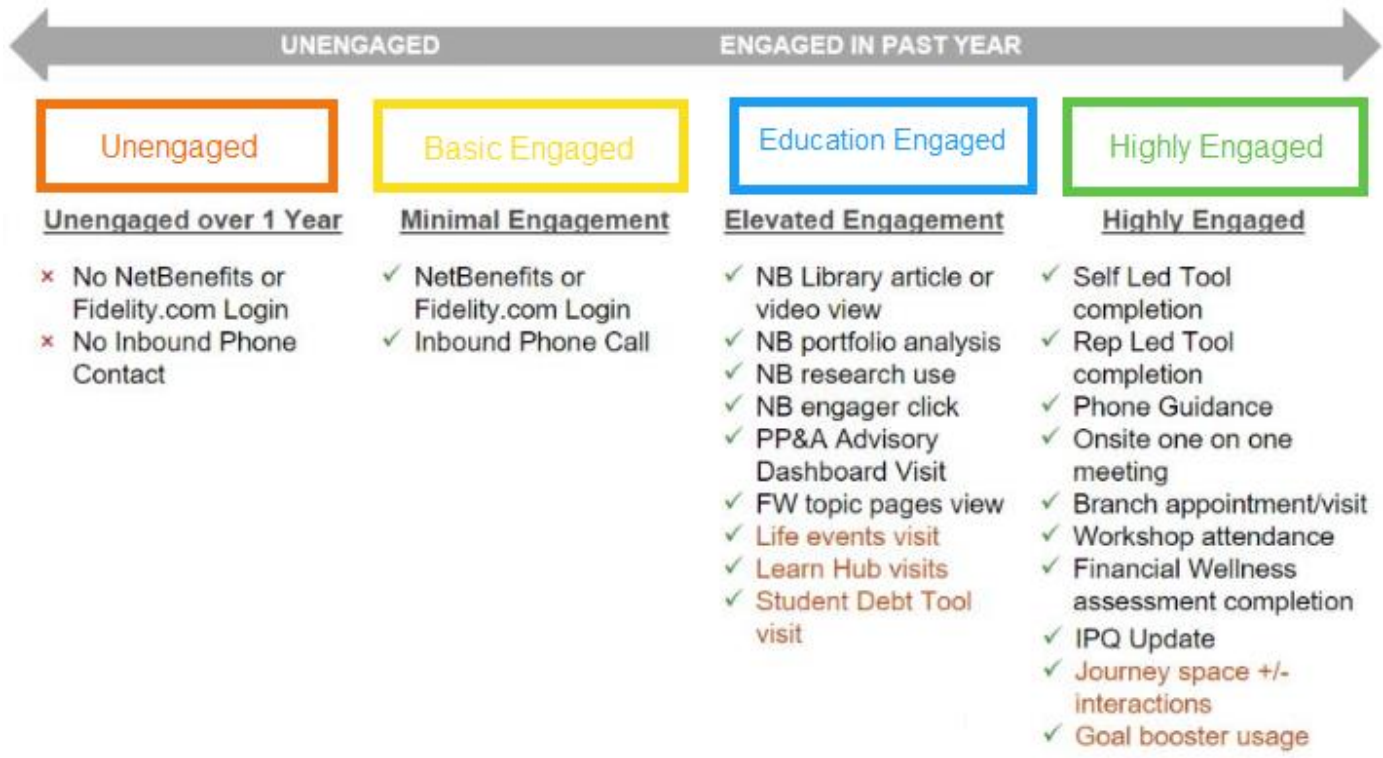 UNENGAGED
ENGAGED IN PAST YEAR
Unengaged
Unengaged over 1 Year
× No NetBenefits or
Fidelity.com Login
× No Inbound Phone
Contact
Basic Engaged
Minimal Engagement
✓ NetBenefits or
Fidelity.com Login
✓ Inbound Phone Call
Education Engaged
Elevated Engagement
✓ NB Library article or
video view
✓ NB portfolio analysis
✓ NB research use
✓ NB engager click
✓ PP&A Advisory
Dashboard Visit
✓ FW topic pages view
✓ Life events visit
✓ Learn Hub visits
✓ Student Debt Tool
visit
Highly Engaged
Highly Engaged
✓ Self Led Tool
completion
✓ Rep Led Tool
completion
✓ Phone Guidance
✓ Onsite one on one
meeting
✓ Branch appointment/visit
✓ Workshop attendance
✓ Financial Wellness
assessment completion
✓ IPQ Update
✓ Journey space +/-
interactions
✓ Goal booster usage